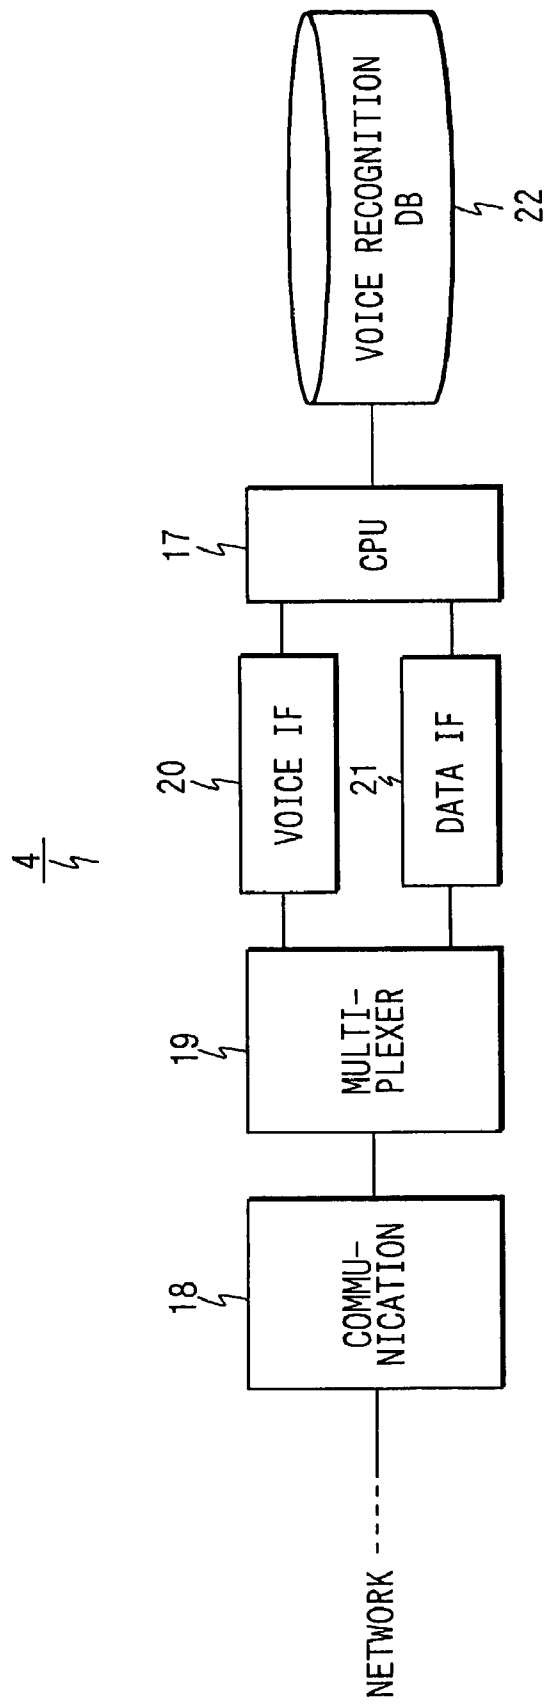 4
NETWORK
18
COMMU-
NICATION
19
MULTI-
PLEXER
20
VOICE IF
21
DATA IF
17
CPU
VOICE RECOGNITION
DB
22